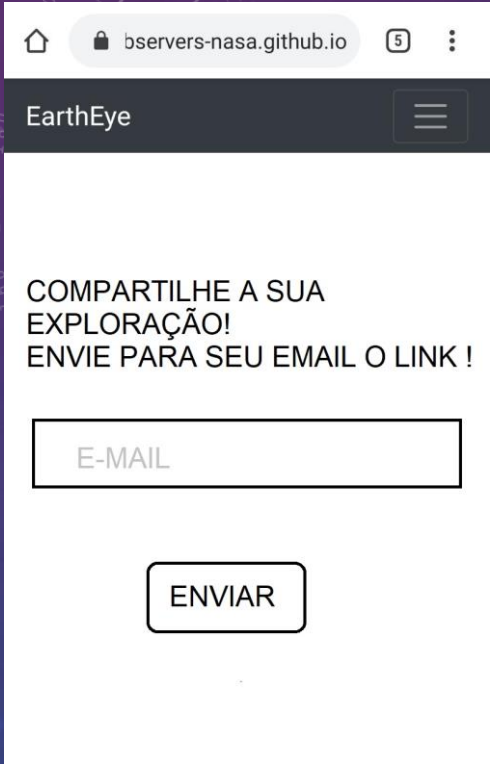 bservers-nasa.github.io 5
EarthEye
COMPARTILHE A SUA
EXPLORAÇÃO!
ENVIE PARA SEU EMAIL O LINK !
E-MAIL
ENVIAR